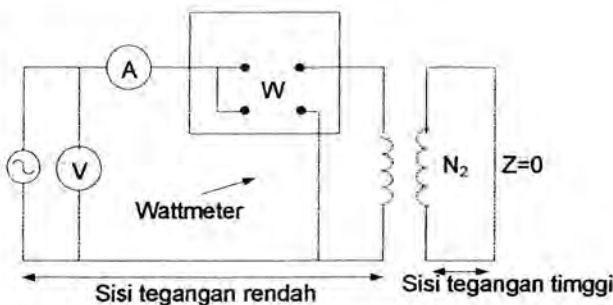 A
W
V
N₂
Z=0
Wattmeter
Sisi tegangan rendah
Sisi tegangan timggi